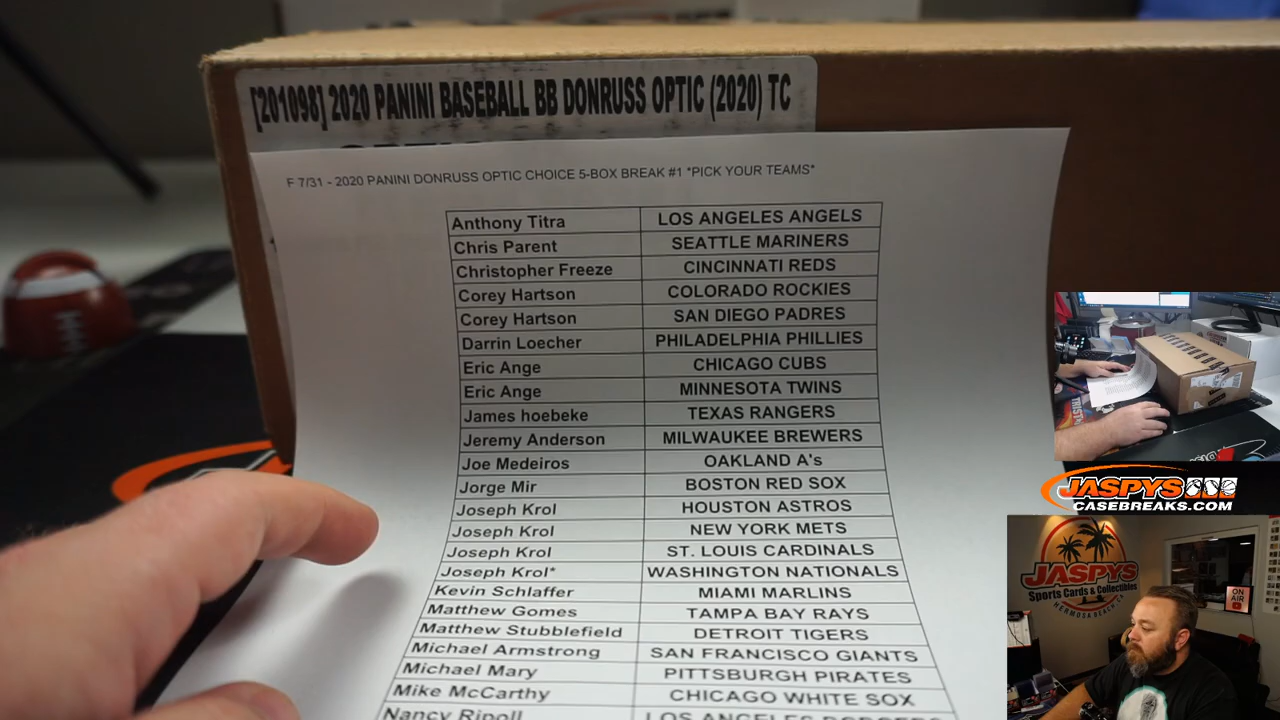 [201098] 2020 PANINI BASEBALL BB DONRUSS OPTIC (2020) TC
F 7/31 - 2020 PANINI DONRUSS OPTIC CHOICE 5-BOX BREAK #1 *PICK YOUR TEAMS*
Anthony Titra LOS ANGELES ANGELS
Chris Parent SEATTLE MARINERS
Christopher Freeze CINCINNATI REDS
Corey Hartson COLORADO ROCKIES
Corey Hartson SAN DIEGO PADRES
Darrin Loecher PHILADELPHIA PHILLIES
Eric Ange CHICAGO CUBS
Eric Ange MINNESOTA TWINS
James hoebeke TEXAS RANGERS
Jeremy Anderson MILWAUKEE BREWERS
Joe Medeiros OAKLAND A's
Jorge Mir BOSTON RED SOX
Joseph Krol HOUSTON ASTROS
Joseph Krol NEW YORK METS
Joseph Krol ST. LOUIS CARDINALS
Joseph Krol* WASHINGTON NATIONALS
Kevin Schlaffer MIAMI MARLINS
Matthew Gomes TAMPA BAY RAYS
Matthew Stubblefield DETROIT TIGERS
Michael Armstrong SAN FRANCISCO GIANTS
Michael Mary PITTSBURGH PIRATES
Mike McCarthy CHICAGO WHITE SOX
Nancy Ripoll LOS ANGELES DODGERS
JASPYS
CASEBREAKS.COM
JASPYS
Sports Cards & Collectibles
HERMOSA BEACH, CA
ON AIR